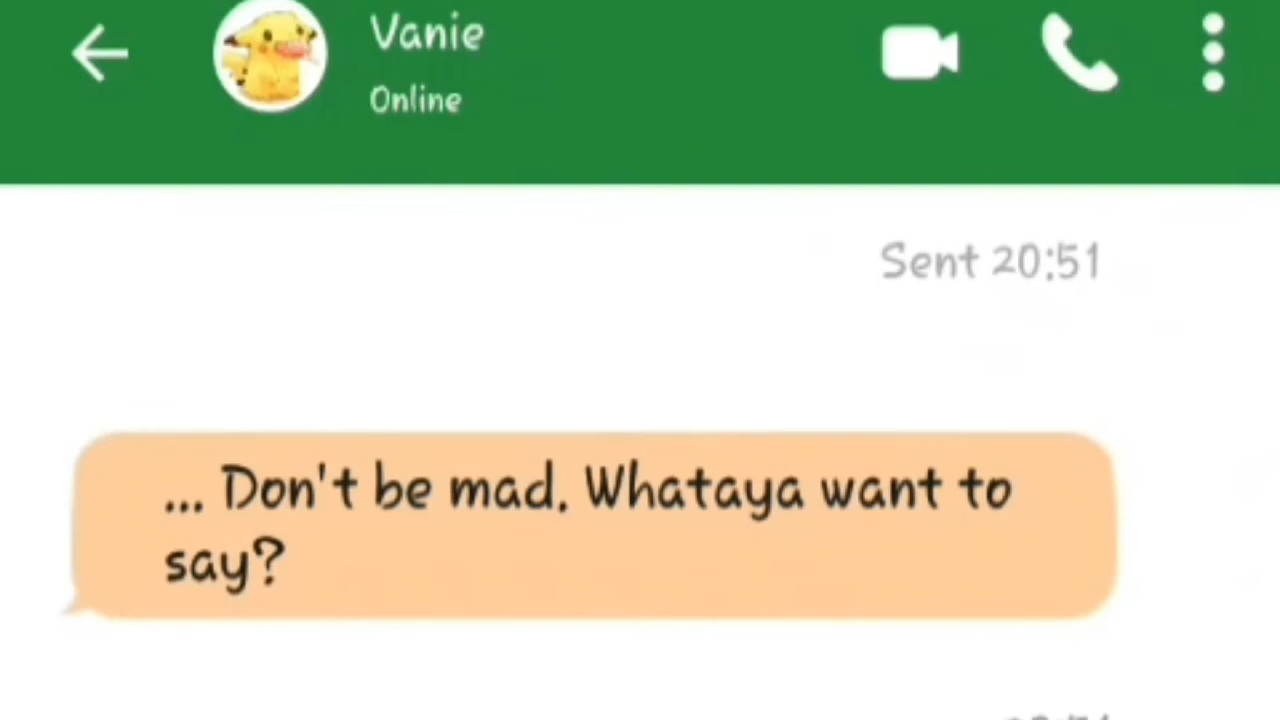 Vanie
Online
Sent 20:51
... Don't be mad. Whataya want to
say?